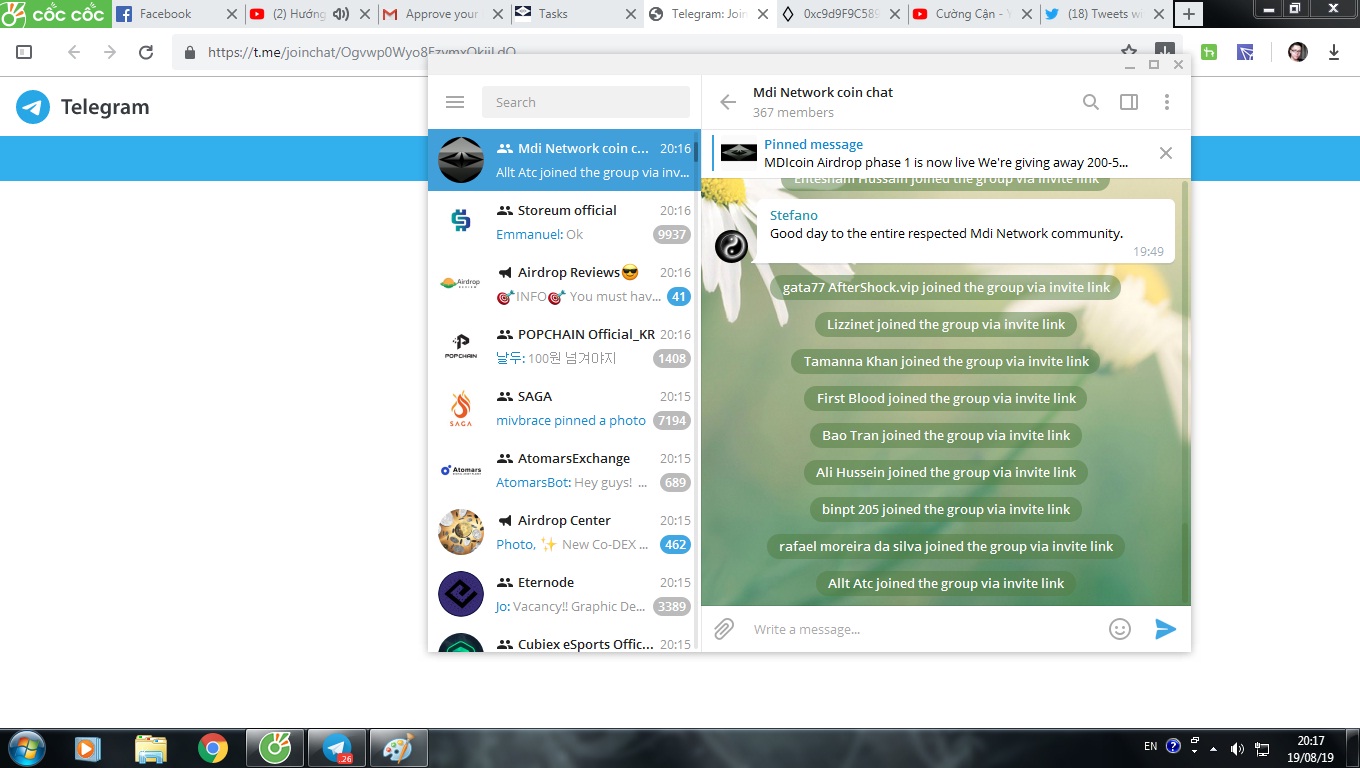 cốc cốc
Facebook
(2) Hướng
Approve your
Tasks
Telegram: Join
0xc9d9F9C589
Cường Cận - Y
(18) Tweets wi
https://t.me/joinchat/
Telegram
Search
Mdi Network coin c... 20:16
Allt Atc joined the group via inv...
Storeum official 20:16
Emmanuel: Ok 9937
Airdrop Reviews😎 20:16
Airdrop
🎯INFO🎯 You must hav... 41
POPCHAIN Official_KR 20:16
POPCHAIN
날두: 100원 넘겨야지 1408
SAGA 20:15
SAGA
mivbrace pinned a photo 7194
AtomarsExchange 20:15
Atomars
AtomarsBot: Hey guys! ... 689
Airdrop Center 20:15
Photo, ✨ New Co-DEX ... 462
Eternode 20:15
Jo: Vacancy!! Graphic De... 3389
Cubiex eSports Offic... 20:15
Mdi Network coin chat
367 members
Pinned message
MDIcoin Airdrop phase 1 is now live We're giving away 200-5...
Ehtesham Hussain joined the group via invite link
Stefano
Good day to the entire respected Mdi Network community.
19:49
gata77 AfterShock.vip joined the group via invite link
Lizzinet joined the group via invite link
Tamanna Khan joined the group via invite link
First Blood joined the group via invite link
Bao Tran joined the group via invite link
Ali Hussein joined the group via invite link
binpt 205 joined the group via invite link
rafael moreira da silva joined the group via invite link
Allt Atc joined the group via invite link
Write a message...
.26
EN
20:17
19/08/19